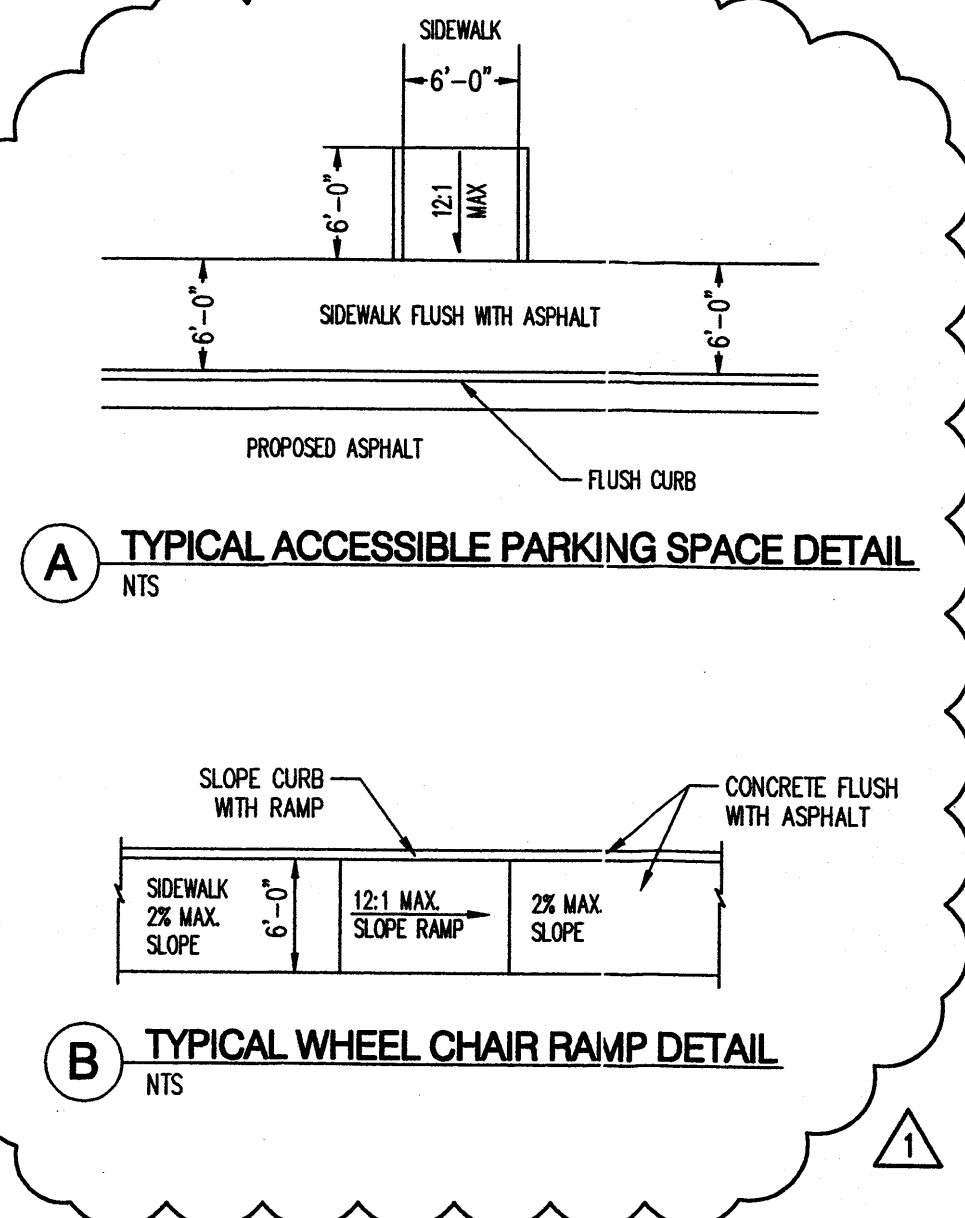 SIDEWALK
6'-0"
6'-0"
12:1
MAX
6'-0"
SIDEWALK FLUSH WITH ASPHALT
6'-0"
PROPOSED ASPHALT
FLUSH CURB
A
TYPICAL ACCESSIBLE PARKING SPACE DETAIL
NTS
SLOPE CURB
WITH RAMP
CONCRETE FLUSH
WITH ASPHALT
SIDEWALK
2% MAX.
SLOPE
6'-0"
12:1 MAX.
SLOPE RAMP
2% MAX.
SLOPE
B
TYPICAL WHEEL CHAIR RAMP DETAIL
NTS
1